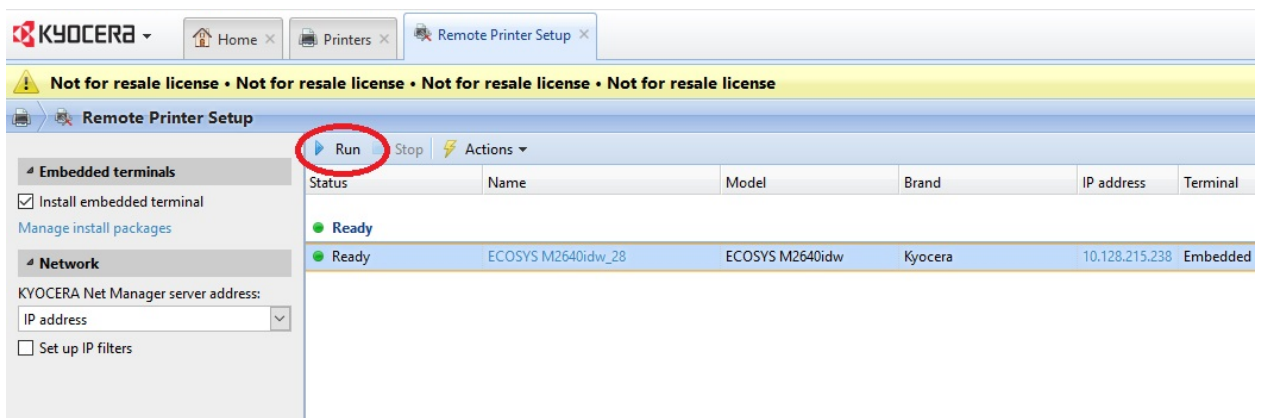 KYOCERA Home Printers Remote Printer Setup
Not for resale license • Not for resale license • Not for resale license • Not for resale license
Remote Printer Setup
Run Stop Actions
Embedded terminals
Status Name Model Brand IP address Terminal
Install embedded terminal
Manage install packages
Ready
Network
Ready ECOSYS M2640idw_28 ECOSYS M2640idw Kyocera 10.128.215.238 Embedded
KYOCERA Net Manager server address:
IP address
Set up IP filters